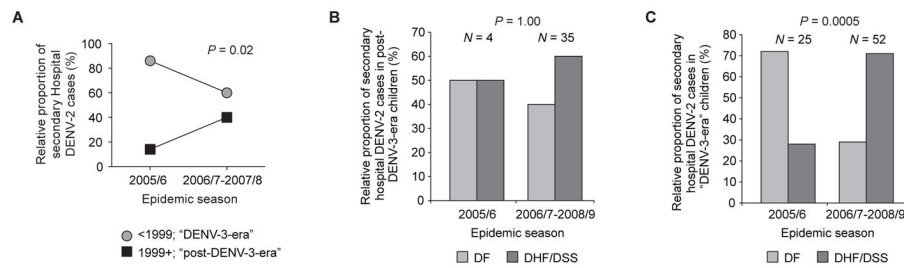 A
Relative proportion of
secondary Hospital
DENV-2 cases (%)
100
80
60
40
20
0
P = 0.02
2005/6
2006/7-2007/8
Epidemic season
<1999; "DENV-3-era"
1999+; "post-DENV-3-era"
B
Relative proportion of secondary
hospital DENV-2 cases in post-
DENV-3-era children (%)
P = 1.00
N = 4
N = 35
70
60
50
40
30
20
10
0
2005/6
2006/7-2008/9
Epidemic season
DF
DHF/DSS
C
Relative proportion of secondary
hospital DENV-2 cases in
"DENV-3-era" children (%)
P = 0.0005
N = 25
N = 52
80
70
60
50
40
30
20
10
0
2005/6
2006/7-2008/9
Epidemic season
DF
DHF/DSS